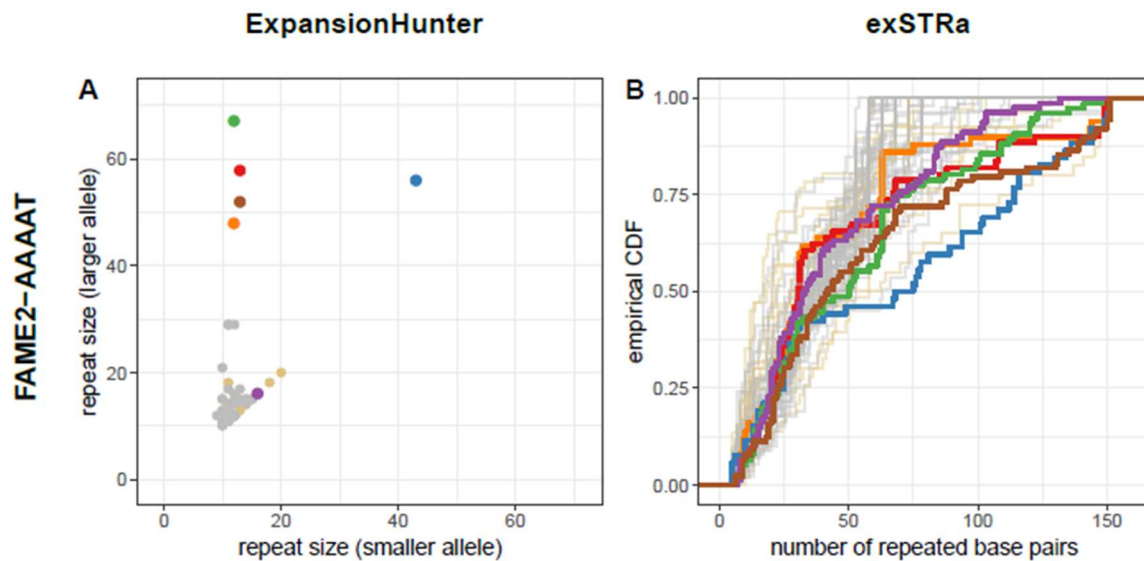 ExpansionHunter
exSTRa
FAME2-AAAAT
A
repeat size (larger allele)
60
40
20
0
0
20
40
60
repeat size (smaller allele)
B
empirical CDF
1.00
0.75
0.50
0.25
0.00
0
50
100
150
number of repeated base pairs